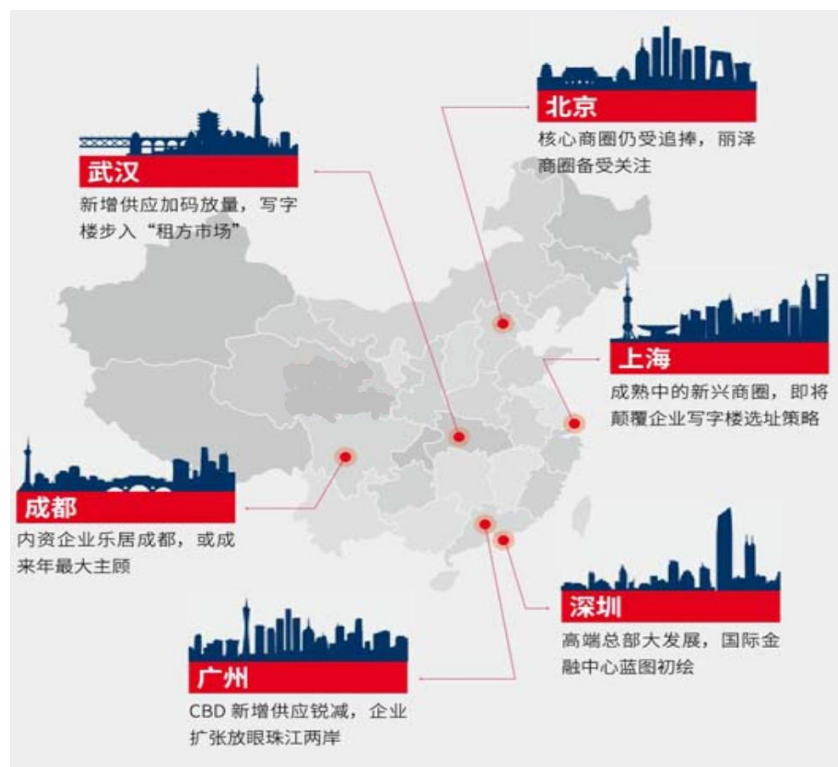 北京
核心商圈仍受追捧，丽泽
商圈备受关注
武汉
新增供应加码放量，写字
楼步入“租方市场”
上海
成熟中的新兴商圈，即将
颠覆企业写字楼选址策略
成都
内资企业乐居成都，或成
来年最大主顾
深圳
高端总部大发展，国际金
融中心蓝图初绘
广州
CBD 新增供应锐减，企业
扩张放眼珠江两岸